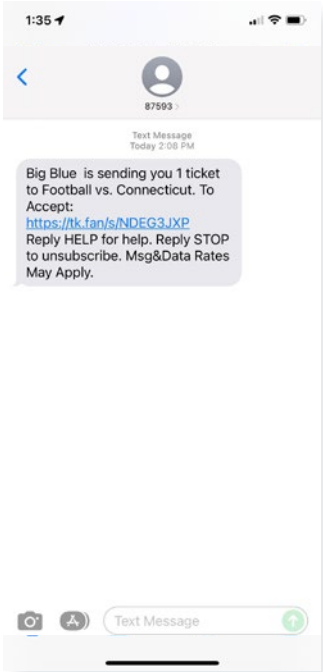 1:35
87593 >
Text Message
Today 2:08 PM
Big Blue  is sending you 1 ticket
to Football vs. Connecticut. To
Accept:
https://tk.fan/s/NDEG3JXP
Reply HELP for help. Reply STOP
to unsubscribe. Msg&Data Rates
May Apply.
Text Message